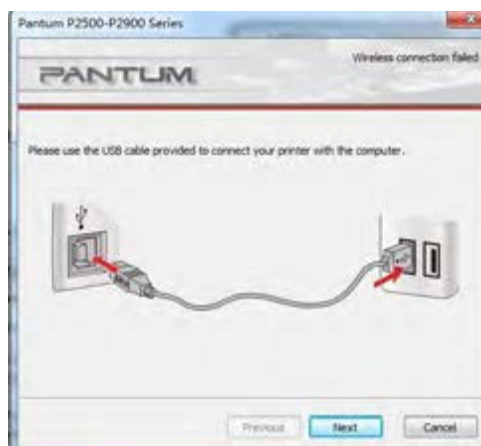 Pantum P2500-P2900 Series
Wireless connection failed
PANTUM
Please use the USB cable provided to connect your printer with the computer.
Previous
Next
Cancel